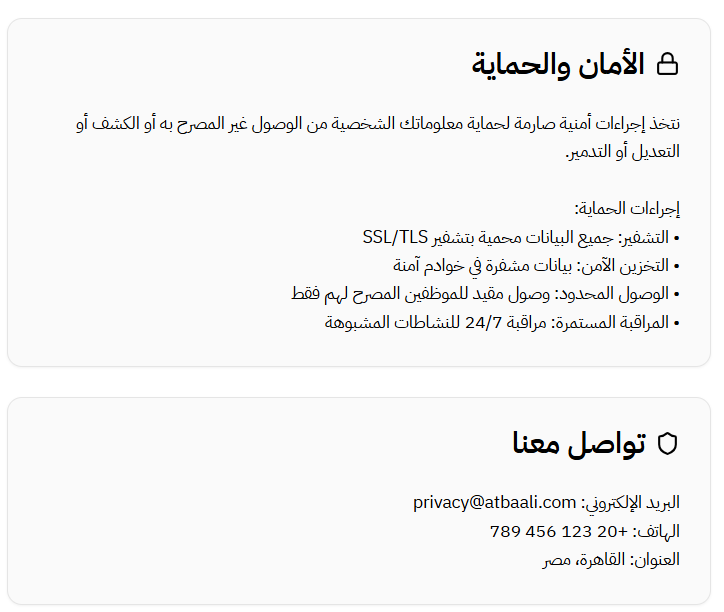 الأمان والحماية
نتخذ إجراءات أمنية صارمة لحماية معلوماتك الشخصية من الوصول غير المصرح به أو الكشف أو
التعديل أو التدمير.
إجراءات الحماية:
• التشفير: جميع البيانات محمية بتشفير SSL/TLS
• التخزين الآمن: بيانات مشفرة في خوادم آمنة
• الوصول المحدود: وصول مقيد للموظفين المصرح لهم فقط
• المراقبة المستمرة: مراقبة 24/7 للنشاطات المشبوهة
تواصل معنا
البريد الإلكتروني: privacy@atbaali.com
الهاتف: +20 123 456 789
العنوان: القاهرة، مصر